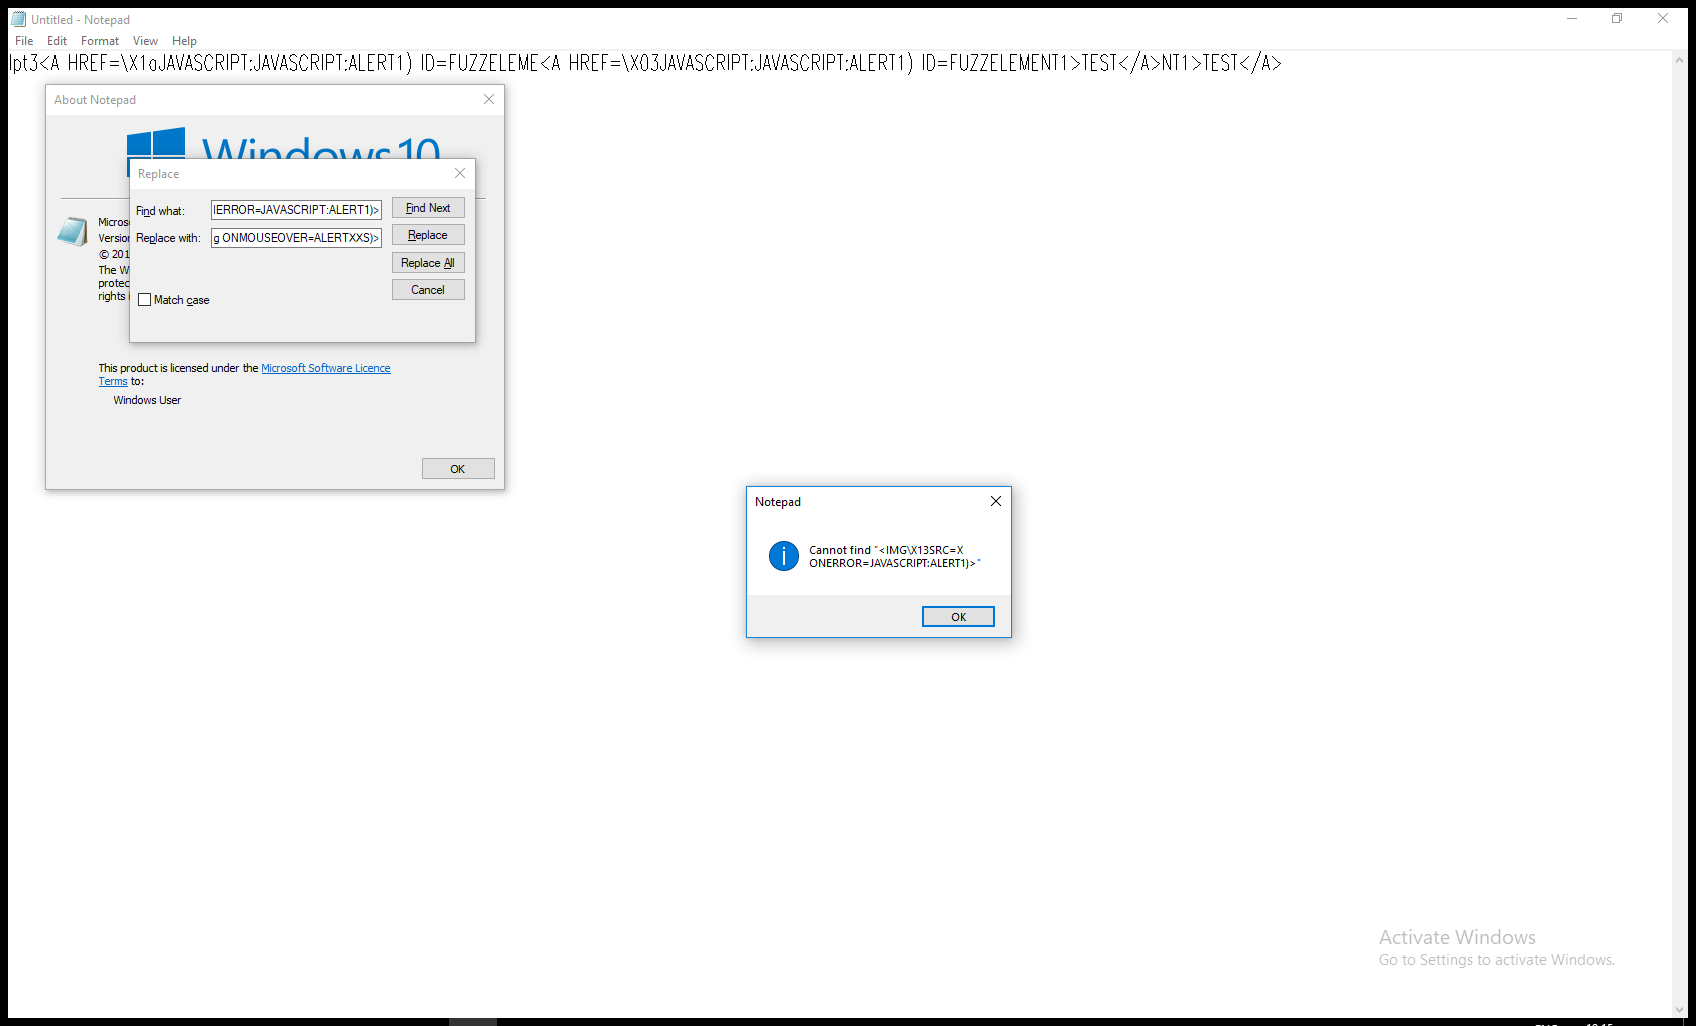 Untitled - Notepad
File Edit Format View Help
lpt3<A HREF=\X1oJAVASCRIPT:JAVASCRIPT:ALERT1) ID=FUZZELEME<A HREF=\X03JAVASCRIPT:JAVASCRIPT:ALERT1) ID=FUZZELEMENT1>TEST</A>NT1>TEST</A>
About Notepad
Windows 10
Replace
Find what: ERROR=JAVASCRIPT:ALERT1)> Find Next
Replace with: g ONMOUSEOVER=ALERTXXS)> Replace
Replace All
Cancel
Match case
Micros
Version
© 201
The W
protec
rights i
This product is licensed under the Microsoft Software Licence
Terms to:
Windows User
OK
Notepad
Cannot find "<IMG\X13SRC=X
ONERROR=JAVASCRIPT:ALERT1)>"
OK
Activate Windows
Go to Settings to activate Windows.